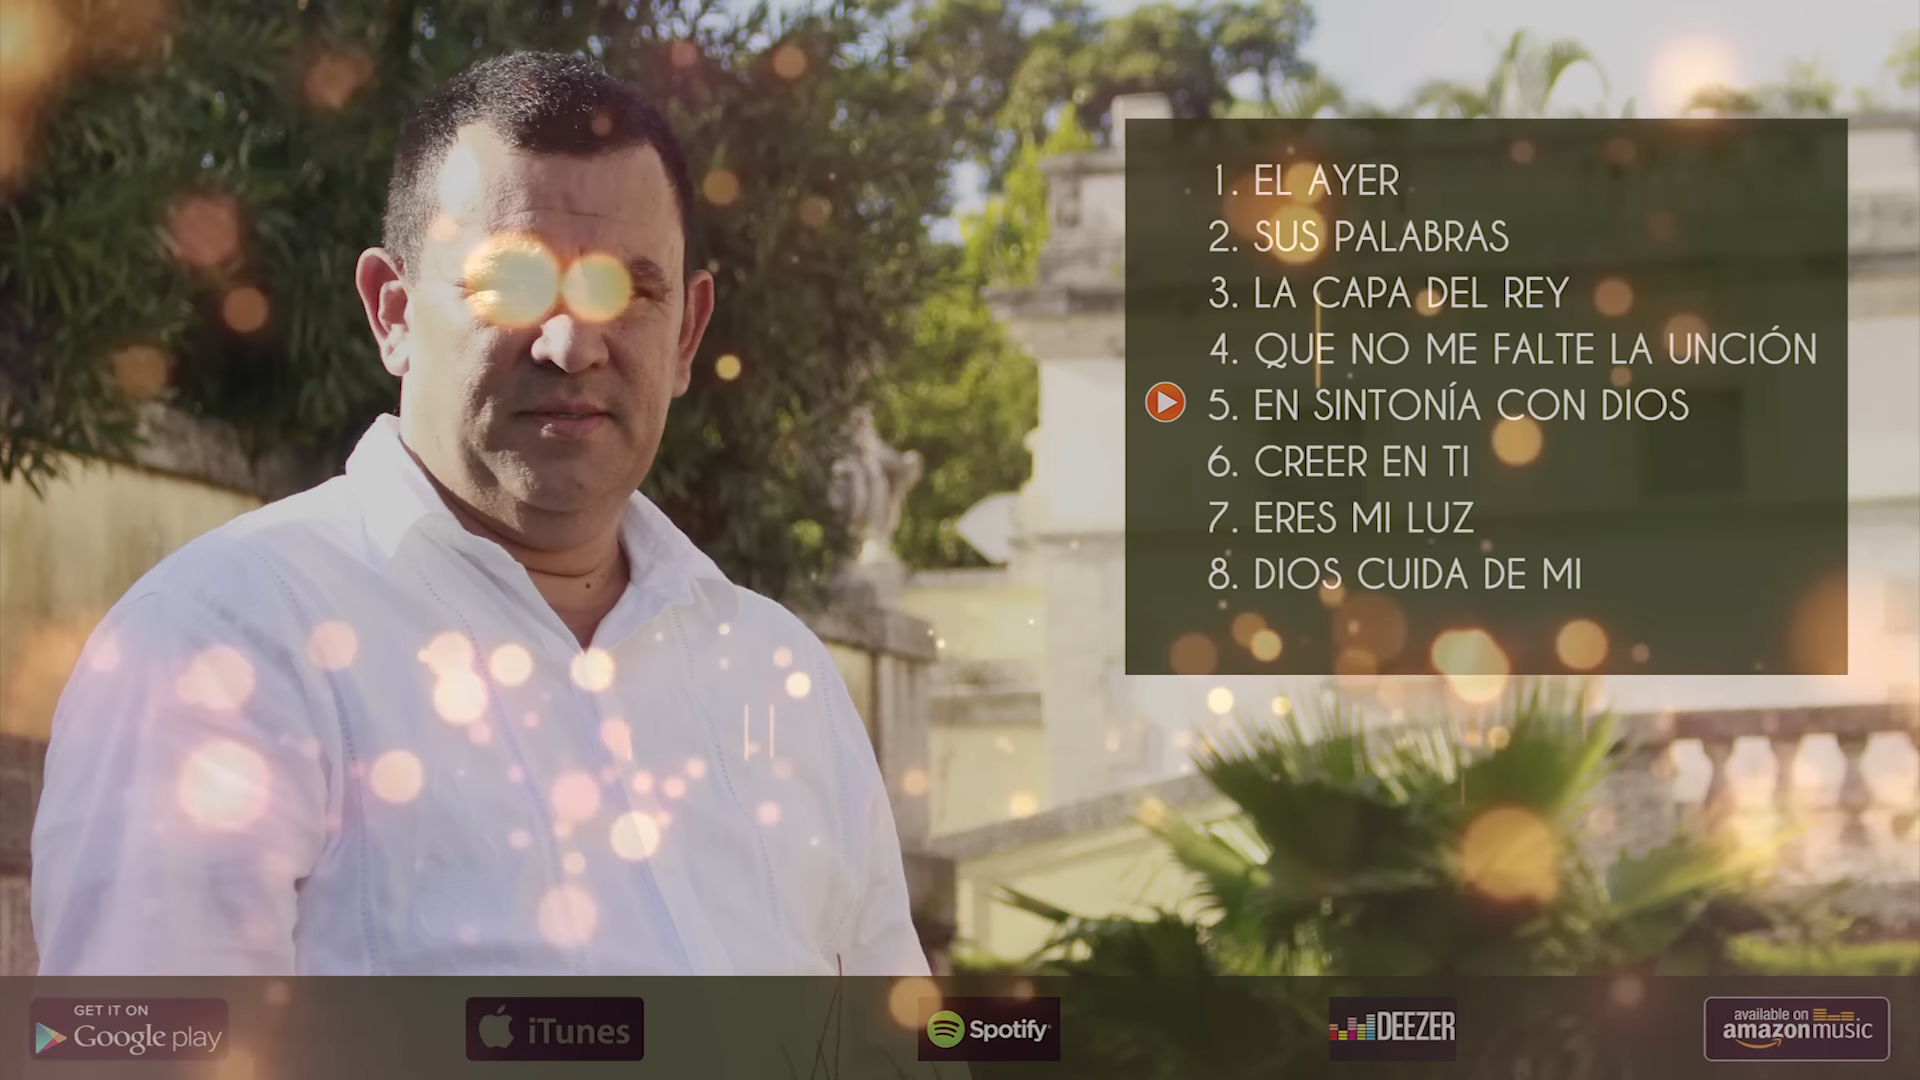 1. EL AYER
2. SUS PALABRAS
3. LA CAPA DEL REY
4. QUE NO ME FALTE LA UNCIÓN
5. EN SINTONÍA CON DIOS
6. CREER EN TI
7. ERES MI LUZ
8. DIOS CUIDA DE MI
GET IT ON
Google play
iTunes
Spotify
DEEZER
available on
amazonmusic